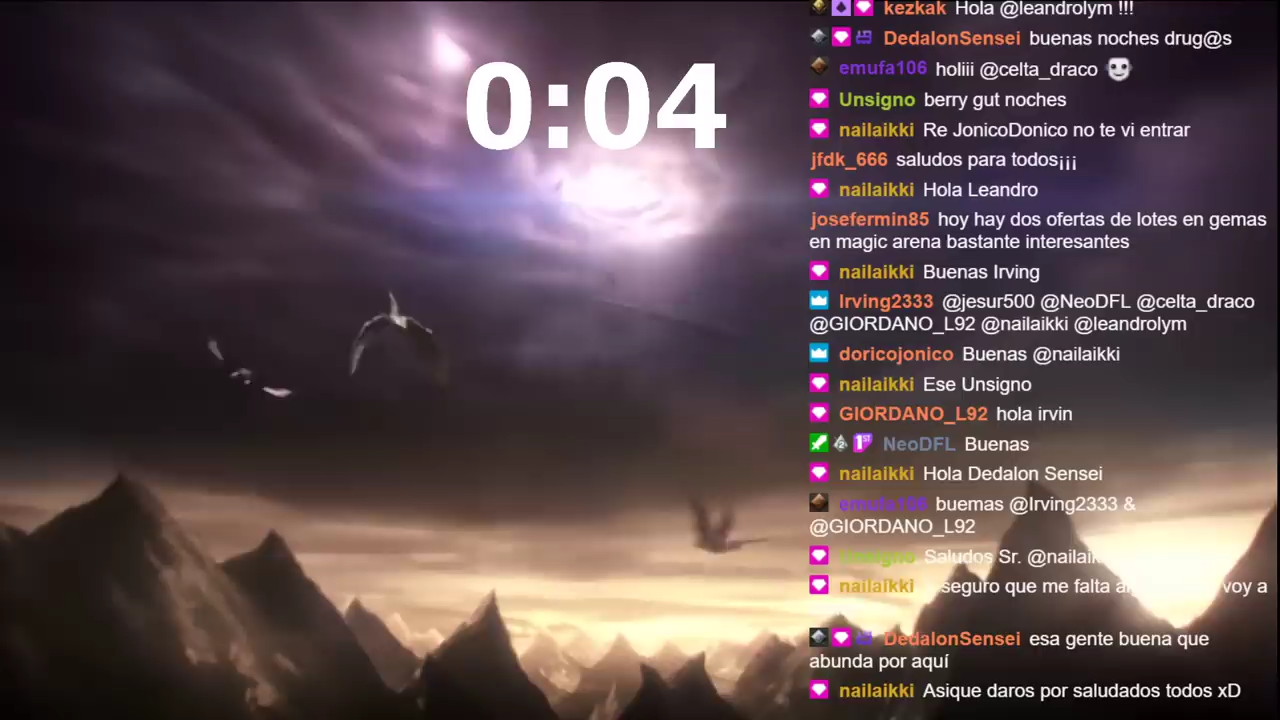 0:04
kezkak Hola @leandrolym !!!
DedalonSensei buenas noches drug@s
emufa106 holiii @celta_draco
Unsigno berry gut noches
nailaikki Re JonicoDonico no te vi entrar
jfdk_666 saludos para todos¡¡¡
nailaikki Hola Leandro
josefermin85 hoy hay dos ofertas de lotes en gemas
en magic arena bastante interesantes
nailaikki Buenas Irving
Irving2333 @jesur500 @NeoDFL @celta_draco
@GIORDANO_L92 @nailaikki @leandrolym
doricojonico Buenas @nailaikki
nailaikki Ese Unsigno
GIORDANO_L92 hola irvin
NeoDFL Buenas
nailaikki Hola Dedalon Sensei
emufa106 buemas @Irving2333 &
@GIORDANO_L92
Unsigno Saludos Sr.
nailaikki seguro que me falta voy a
DedalonSensei esa gente buena que
abunda por aquí
nailaikki Asique daros por saludados todos xD